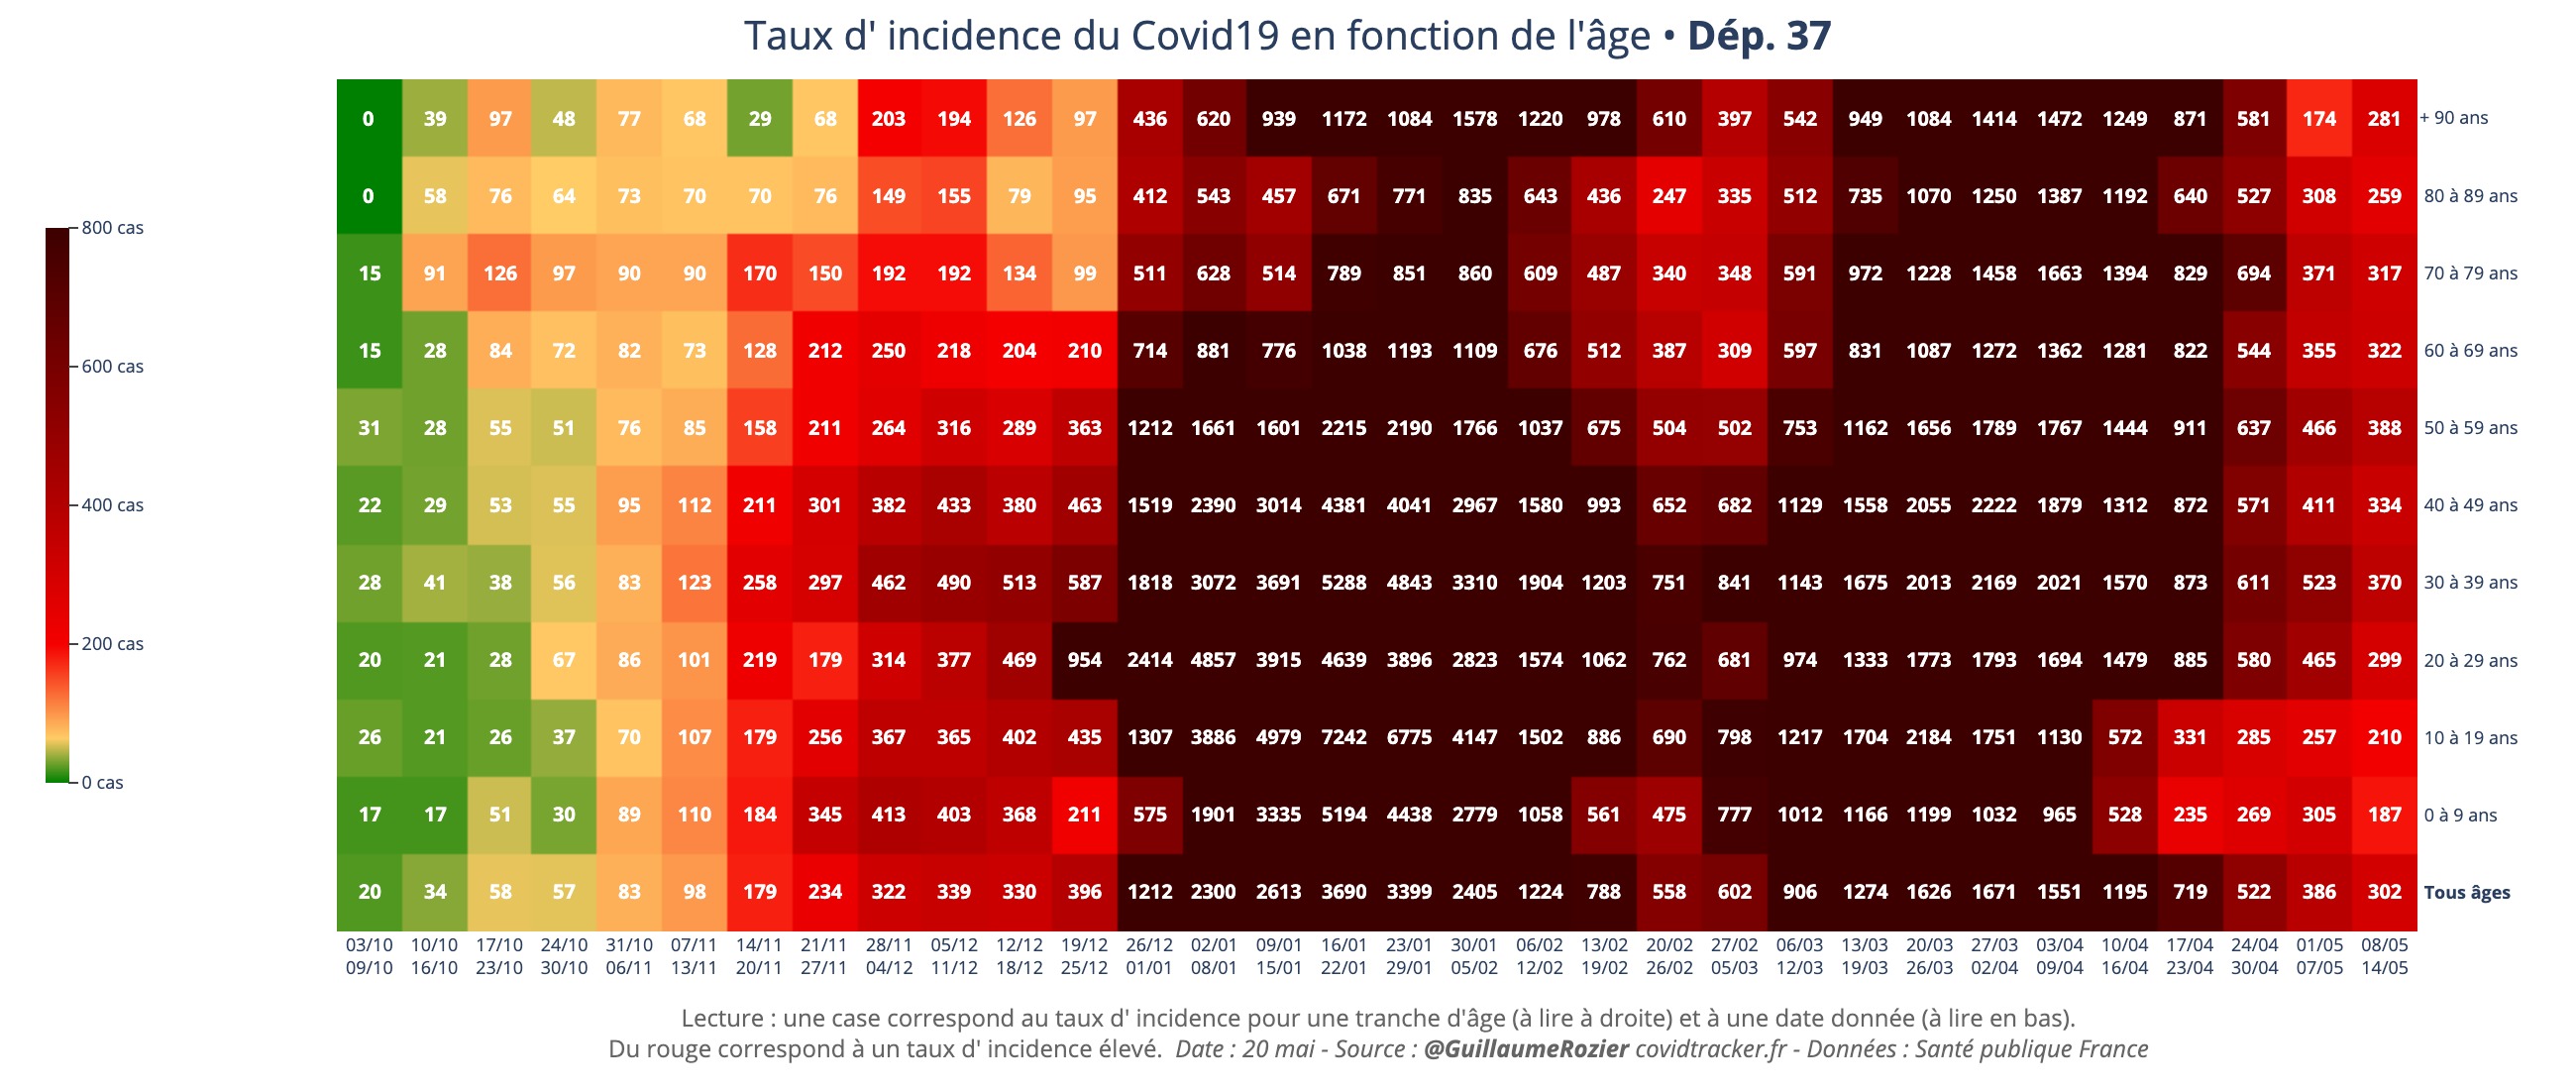 Taux d' incidence du Covid19 en fonction de l'âge • Dép. 37
800 cas
600 cas
400 cas
200 cas
0 cas
0 39 97 48 77 68 29 68 203 194 126 97 436 620 939 1172 1084 1578 1220 978 610 397 542 949 1084 1414 1472 1249 871 581 174 281 + 90 ans
0 58 76 64 73 70 70 76 149 155 79 95 412 543 457 671 771 835 643 436 247 335 512 735 1070 1250 1387 1192 640 527 308 259 80 à 89 ans
15 91 126 97 90 90 170 150 192 192 134 99 511 628 514 789 851 860 609 487 340 348 591 972 1228 1458 1663 1394 829 694 371 317 70 à 79 ans
15 28 84 72 82 73 128 212 250 218 204 210 714 881 776 1038 1193 1109 676 512 387 309 597 831 1087 1272 1362 1281 822 544 355 322 60 à 69 ans
31 28 55 51 76 85 158 211 264 316 289 363 1212 1661 1601 2215 2190 1766 1037 675 504 502 753 1162 1656 1789 1767 1444 911 637 466 388 50 à 59 ans
22 29 53 55 95 112 211 301 382 433 380 463 1519 2390 3014 4381 4041 2967 1580 993 652 682 1129 1558 2055 2222 1879 1312 872 571 411 334 40 à 49 ans
28 41 38 56 83 123 258 297 462 490 513 587 1818 3072 3691 5288 4843 3310 1904 1203 751 841 1143 1675 2013 2169 2021 1570 873 611 523 370 30 à 39 ans
20 21 28 67 86 101 219 179 314 377 469 954 2414 4857 3915 4639 3896 2823 1574 1062 762 681 974 1333 1773 1793 1694 1479 885 580 465 299 20 à 29 ans
26 21 26 37 70 107 179 256 367 365 402 435 1307 3886 4979 7242 6775 4147 1502 886 690 798 1217 1704 2184 1751 1130 572 331 285 257 210 10 à 19 ans
17 17 51 30 89 110 184 345 413 403 368 211 575 1901 3335 5194 4438 2779 1058 561 475 777 1012 1166 1199 1032 965 528 235 269 305 187 0 à 9 ans
20 34 58 57 83 98 179 234 322 339 330 396 1212 2300 2613 3690 3399 2405 1224 788 558 602 906 1274 1626 1671 1551 1195 719 522 386 302 Tous âges
03/10 10/10 17/10 24/10 31/10 07/11 14/11 21/11 28/11 05/12 12/12 19/12 26/12 02/01 09/01 16/01 23/01 30/01 06/02 13/02 20/02 27/02 06/03 13/03 20/03 27/03 03/04 10/04 17/04 24/04 01/05 08/05
09/10 16/10 23/10 30/10 06/11 13/11 20/11 27/11 04/12 11/12 18/12 25/12 01/01 08/01 15/01 22/01 29/01 05/02 12/02 19/02 26/02 05/03 12/03 19/03 26/03 02/04 09/04 16/04 23/04 30/04 07/05 14/05
Lecture : une case correspond au taux d' incidence pour une tranche d'âge (à lire à droite) et à une date donnée (à lire en bas).
Du rouge correspond à un taux d' incidence élevé. Date : 20 mai - Source : @GuillaumeRozier covidtracker.fr - Données : Santé publique France